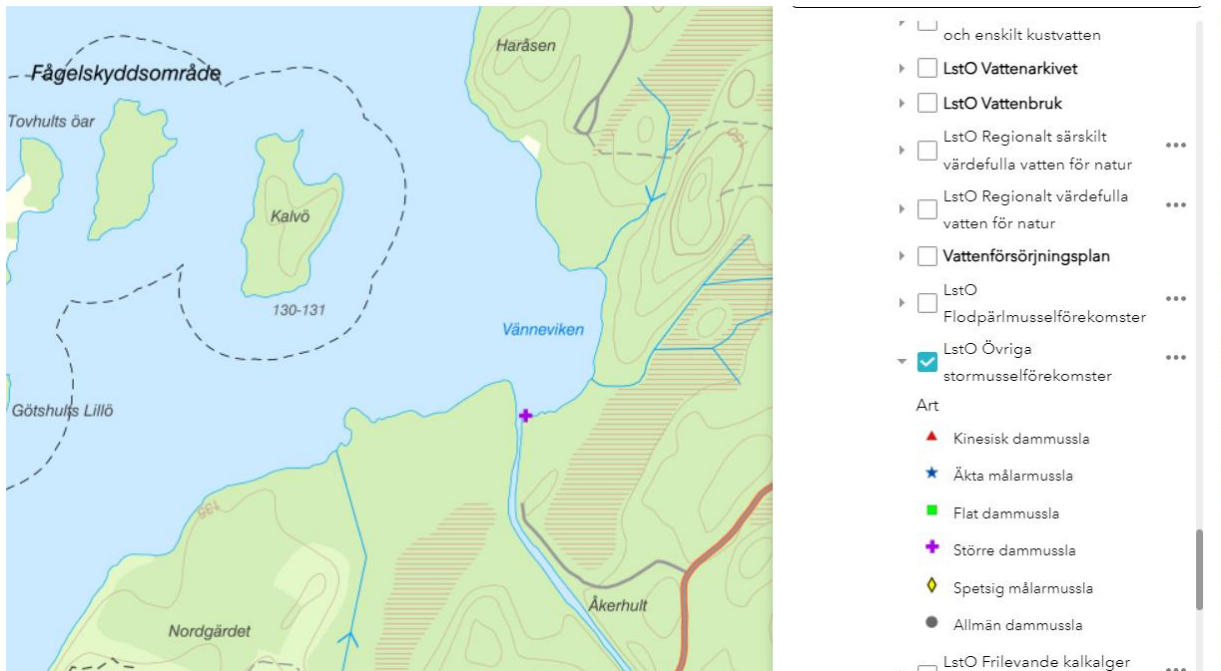 Haråsen
Fågelskyddsområde
Tovhults öar
150
Kalvö
130-131
Vänneviken
Götshults Lillö
135
Åkerhult
Nordgärdet
och enskilt kustvatten
LstO Vattenarkivet
LstO Vattenbruk
LstO Regionalt särskilt
värdefulla vatten för natur
LstO Regionalt värdefulla
vatten för natur
Vattenförsörjningsplan
LstO
Flodpärlmusselförekomster
LstO Övriga
stormusselförekomster
Art
Kinesisk dammussla
Äkta målarmussla
Flat dammussla
Större dammussla
Spetsig målarmussla
Allmän dammussla
LstO Frilevande kalkalger